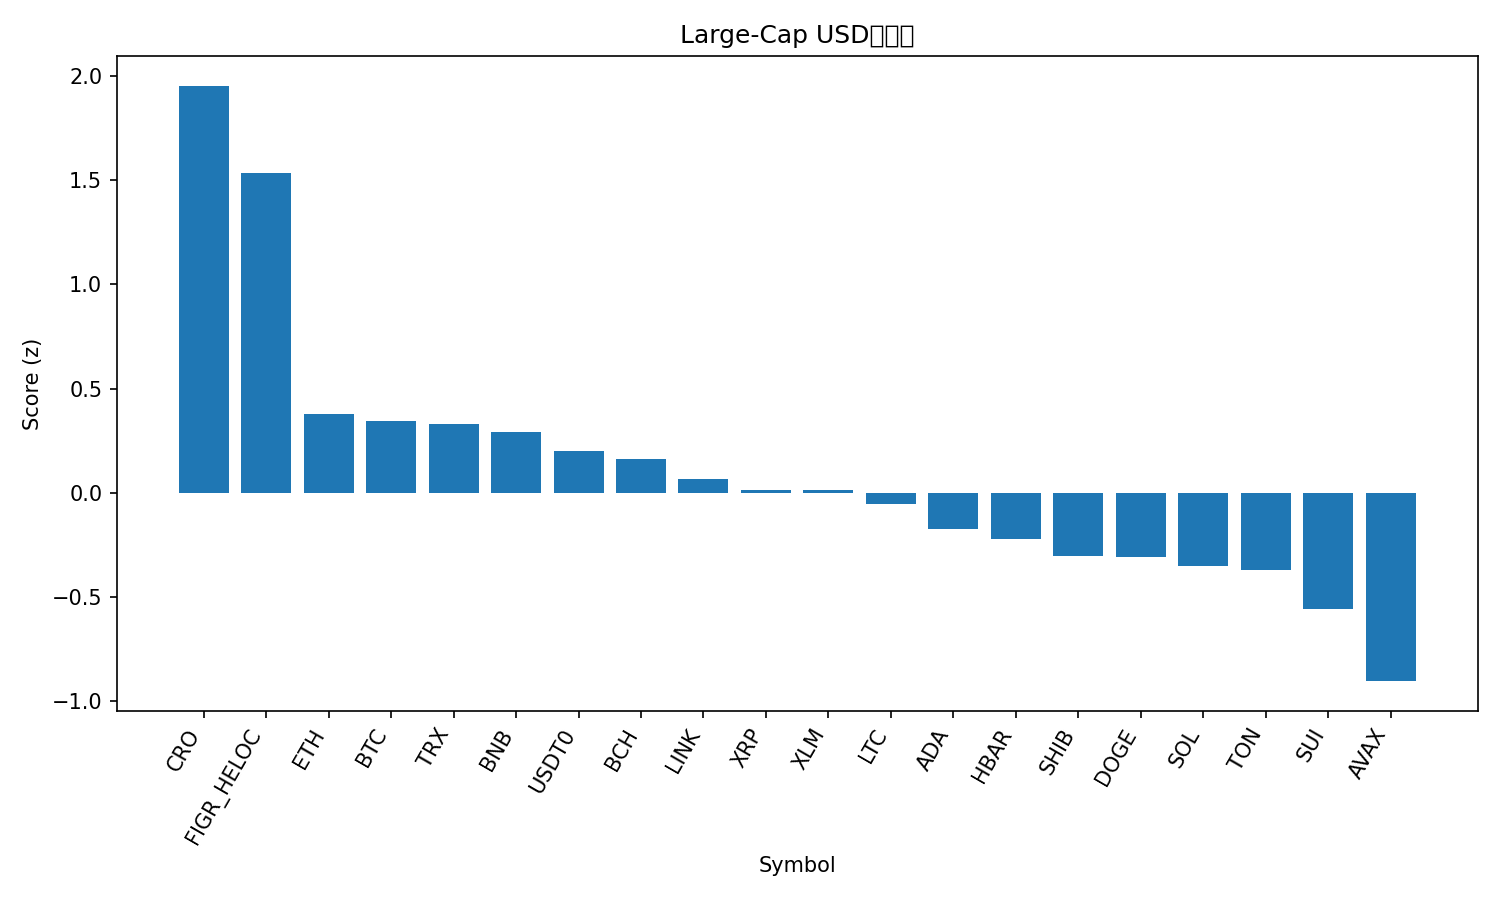 Large-Cap USD
2.0
1.5
1.0
0.5
0.0
−0.5
−1.0
Score (z)
CRO
FIGR_HELOC
ETH
BTC
TRX
BNB
USDT0
BCH
LINK
XRP
XLM
LTC
ADA
HBAR
SHIB
DOGE
SOL
TON
SUI
AVAX
Symbol